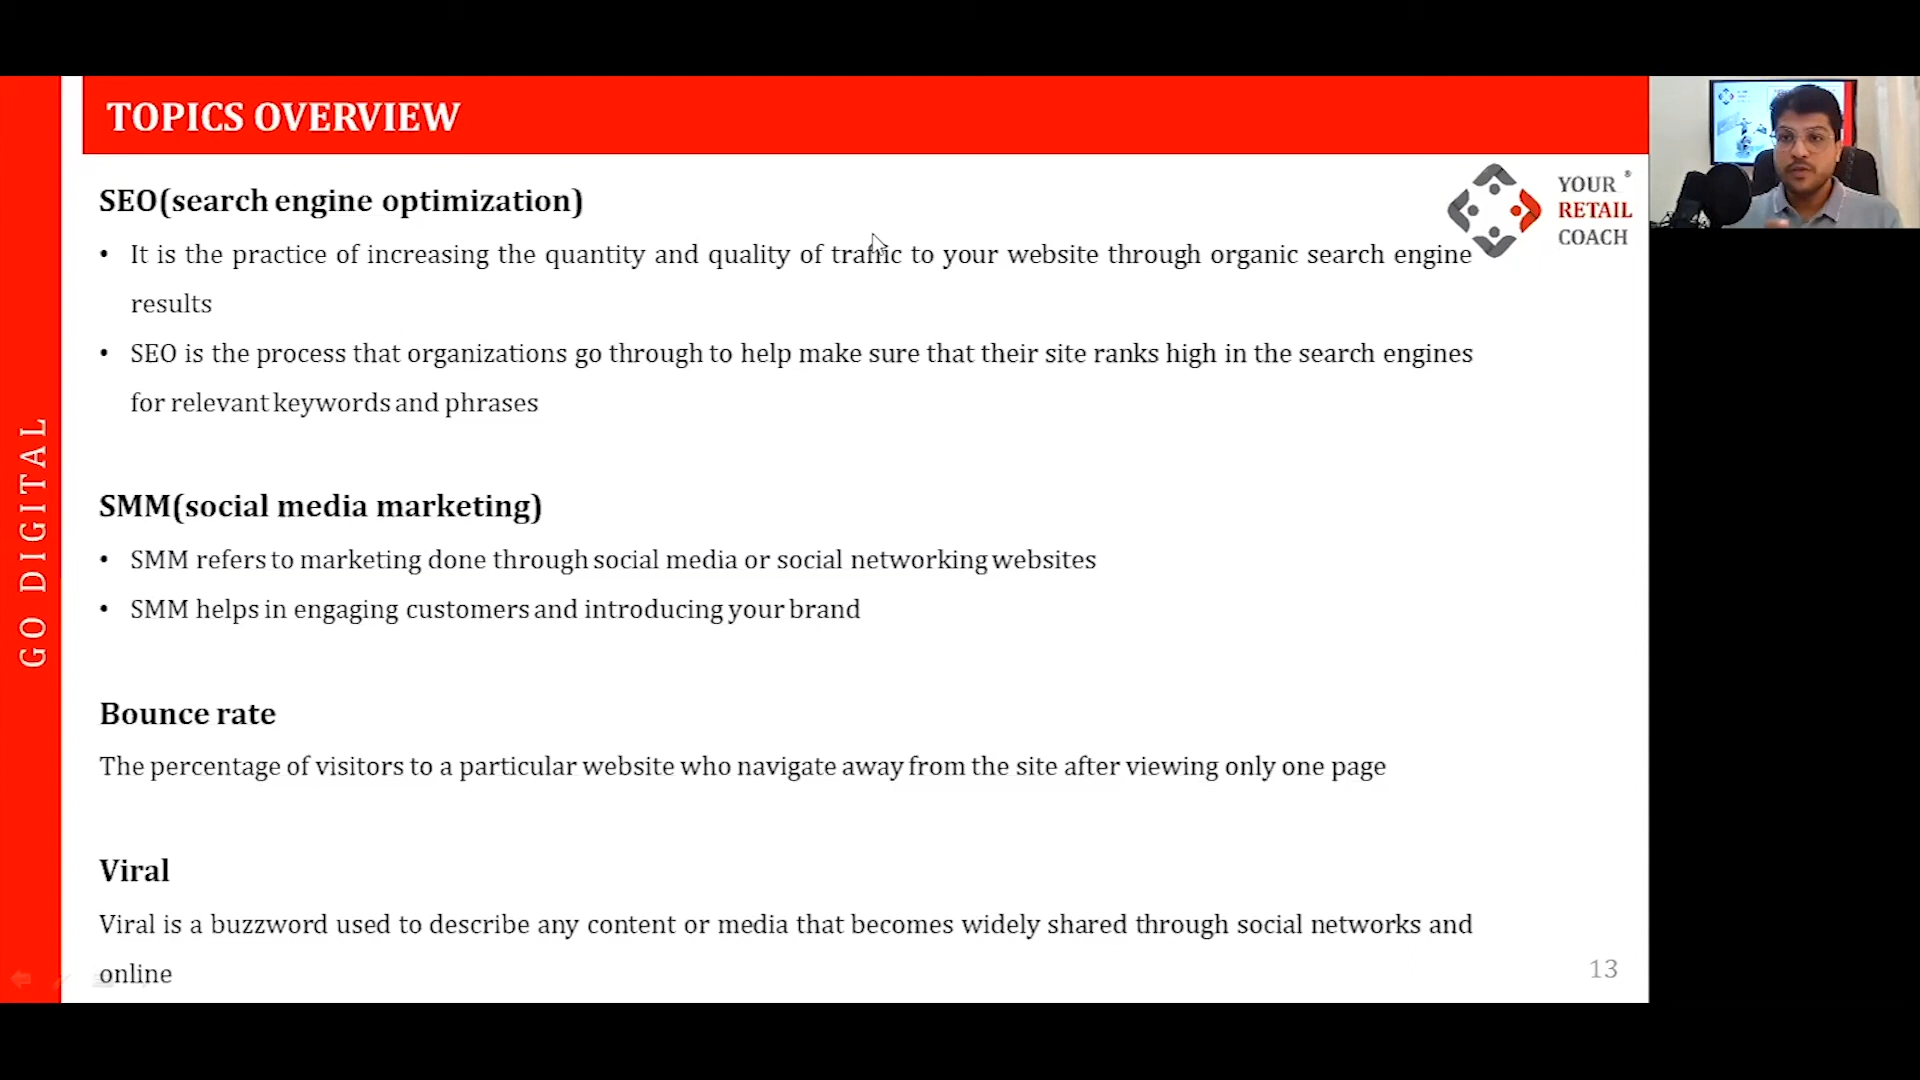 TOPICS OVERVIEW
SEO(search engine optimization)
• It is the practice of increasing the quantity and quality of traffic to your website through organic search engine
results
• SEO is the process that organizations go through to help make sure that their site ranks high in the search engines
for relevant keywords and phrases
SMM(social media marketing)
• SMM refers to marketing done through social media or social networking websites
• SMM helps in engaging customers and introducing your brand
Bounce rate
The percentage of visitors to a particular website who navigate away from the site after viewing only one page
Viral
Viral is a buzzword used to describe any content or media that becomes widely shared through social networks and
online
YOUR ®
RETAIL
COACH
GO DIGITAL
13